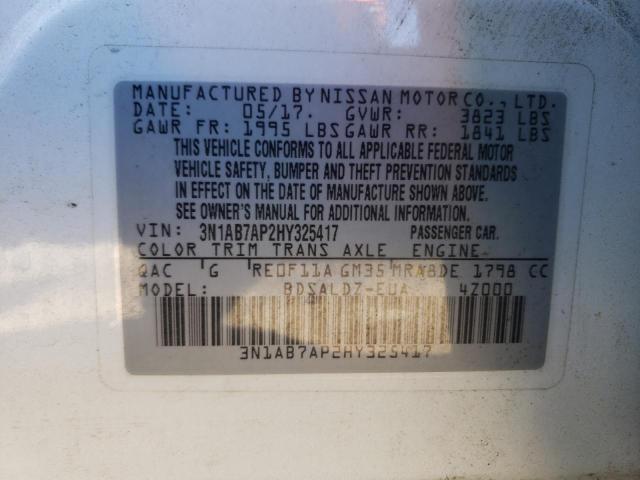 MANUFACTURED BY NISSAN MOTOR CO., LTD.
DATE: 05/17. GVWR: 3823 LBS
GAWR FR: 1995 LBS GAWR RR: 1841 LBS
THIS VEHICLE CONFORMS TO ALL APPLICABLE FEDERAL MOTOR
VEHICLE SAFETY, BUMPER AND THEFT PREVENTION STANDARDS
IN EFFECT ON THE DATE OF MANUFACTURE SHOWN ABOVE.
SEE OWNER'S MANUAL FOR ADDITIONAL INFORMATION.
VIN: 3N1AB7AP2HY325417 PASSENGER CAR.
COLOR TRIM TRANS AXLE ENGINE
QAC G RE0F11A GM35 MRA8DE 1798 CC
MODEL: BDSALDZ-EUA 4Z000
3N1AB7AP2HY325417